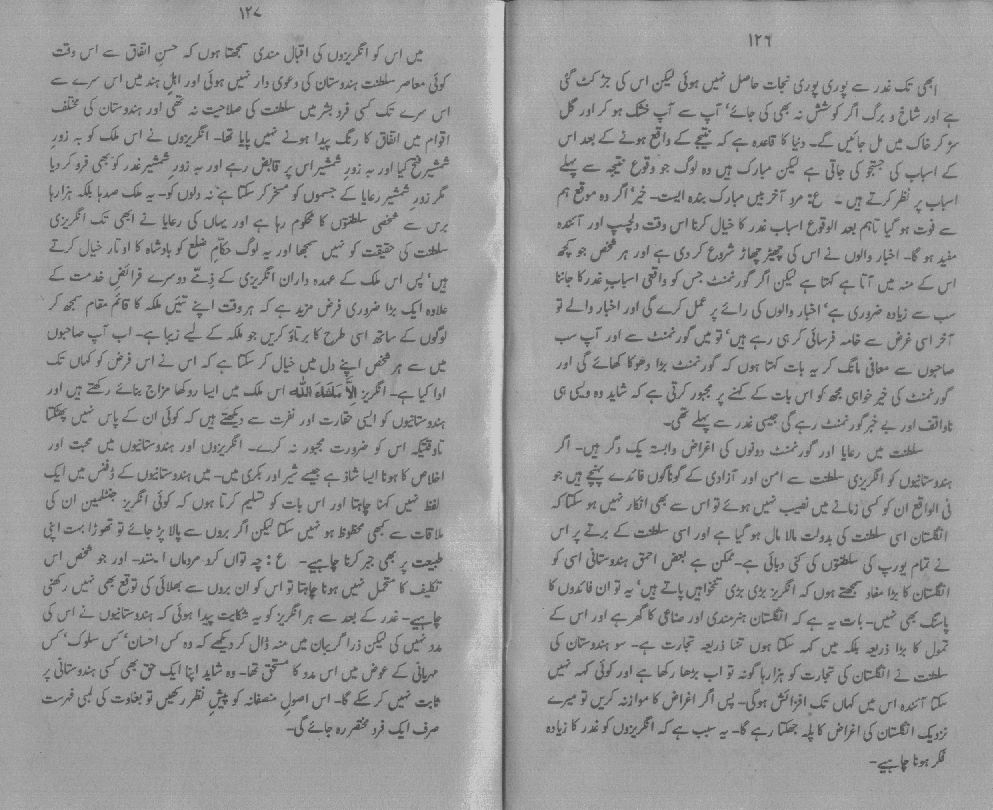 ۱۲۶
ابھی تک غدر سے پوری پوری نجات حاصل نہیں ہوئی لیکن اس کی جڑ کٹ گئی
ہے اور شاخ و برگ اگر کوشش نہ بھی کی جائے‘ آپ سے آپ خشک ہو کر اور گل
سڑ کر خاک میں مل جائیں گے۔ دنیا کا قاعدہ ہے کہ نتیجے کے واقع ہونے کے بعد اس
کے اسباب کی جستجو کی جاتی ہے لیکن مبارک ہیں وہ لوگ جو وقوع نتیجہ سے پہلے
اسباب پر نظر کرتے ہیں ۔ ع: مرد آخر بیں مبارک بندہ ایست۔ خیر‘ اگر وہ موقع ہم
سے فوت ہو گیا تاہم بعد الوقوع اسباب غدر کا خیال کرنا اس وقت دلچسپ اور آئندہ
مفید ہو گا۔ اخبار والوں نے اس کی چھیڑ چھاڑ شروع کر دی ہے اور ہر شخص جو کچھ
اس کے منہ میں آتا ہے کہتا ہے لیکن اگر گورنمنٹ جس کو واقعی اسباب غدر کا جاننا
سب سے زیادہ ضروری ہے‘ اخبار والوں کی رائے پر عمل کرے گی اور اخبار والے تو
آخر اسی غرض سے خامہ فرسائی کر ہی رہے ہیں‘ تو میں گورنمنٹ سے اور آپ سب
صاحبوں سے معافی مانگ کر یہ بات کہتا ہوں کہ گورنمنٹ بڑا دھوکا کھائے گی اور
گورنمنٹ کی خیر خواہی مجھ کو اس بات کے کہنے پر مجبور کرتی ہے کہ شاید وہ ویسی ہی
ناواقف اور بے خبر گورنمنٹ رہے گی جیسی غدر سے پہلے تھی۔
سلطنت میں رعایا اور گورنمنٹ دونوں کی اغراض وابستہ یک دگر ہیں۔ اگر
ہندوستانیوں کو انگریزی سلطنت سے امن اور آزادی کے گوناگوں فائدے پہنچے ہیں جو
فی الواقع ان کو کسی زمانے میں نصیب نہیں ہوئے تو اس سے بھی انکار نہیں ہو سکتا کہ
انگلستان اسی سلطنت کی بدولت مالا مال ہو گیا ہے اور اسی سلطنت کے برتے پر اس
نے تمام یورپ کی سلطنتوں کی کنی دبائی ہے۔ ممکن ہے بعض احمق ہندوستانی اسی کو
انگلستان کا بڑا مفاد سمجھتے ہوں کہ انگریز بڑی بڑی تنخواہیں پاتے ہیں‘ یہ تو ان فائدوں کا
پاسنگ بھی نہیں۔ بات یہ ہے کہ انگلستان ہنرمندی اور صناعی کا گھر ہے اور اس کے
تمول کا بڑا ذریعہ بلکہ میں کہہ سکتا ہوں تنہا ذریعہ تجارت ہے۔ سو ہندوستان کی
سلطنت نے انگلستان کی تجارت کو ہزارہا گونہ تو اب بڑھا رکھا ہے اور کوئی کہہ نہیں
سکتا آئندہ اس میں کہاں تک افزائش ہوگی۔ پس اگر اغراض کا موازنہ کریں تو میرے
نزدیک انگلستان کی اغراض کا پلہ جھکتا رہے گا۔ یہ سبب ہے کہ انگریزوں کو غدر کا زیادہ
فکر ہونا چاہیے۔
۱۲۷
میں اس کو انگریزوں کی اقبال مندی سمجھتا ہوں کہ حسنِ اتفاق سے اس وقت
کوئی معاصر سلطنت ہندوستان کی دعوی دار نہیں ہوئی اور اہلِ ہند میں اس سرے سے
اس سرے تک کسی فرد بشر میں سلطنت کی صلاحیت نہ تھی اور ہندوستان کی مختلف
اقوام میں اتفاق کا رنگ پیدا ہونے نہیں پایا تھا۔ انگریزوں نے اس ملک کو بہ زورِ
شمشیر فتح کیا اور بہ زورِ شمشیر اس پر قابض رہے اور بہ زورِ شمشیر غدر کو بھی فرو کر دیا
مگر زورِ شمشیر رعایا کے جسموں کو مسخر کر سکتا ہے‘ نہ دلوں کو۔ یہ ملک صدہا بلکہ ہزارہا
برس سے شخصی سلطنتوں کا محکوم رہا ہے اور یہاں کی رعایا نے ابھی تک انگریزی
سلطنت کی حقیقت کو نہیں سمجھا اور یہ لوگ حکامِ ضلع کو بادشاہ کا اوتار خیال کرتے
ہیں‘ پس اس ملک کے عہدہ دارانِ انگریزی کے ذمّے دوسرے فرائضِ خدمت کے
علاوہ ایک بڑا ضروری فرض مزید ہے کہ ہر وقت اپنے تئیں ملکہ کا قائم مقام سمجھ کر
لوگوں کے ساتھ اسی طرح کا برتاؤ کریں جو ملکہ کے لیے زیبا ہے۔ اب آپ صاحبوں
میں سے ہر شخص اپنے دل میں خیال کر سکتا ہے کہ اس نے اس فرض کو کہاں تک
ادا کیا ہے۔ انگریز اِلَّا مَاشَاءَ اللّٰہ اس ملک میں ایسا روکھا مزاج بنائے رکھتے ہیں اور
ہندوستانیوں کو ایسی حقارت اور نفرت سے دیکھتے ہیں کہ کوئی ان کے پاس نہیں پھٹکتا
تاوقتیکہ اس کو ضرورت مجبور نہ کرے۔ انگریزوں اور ہندوستانیوں میں محبت اور
اخلاص کا ہونا ایسا شاذ ہے جیسے شیر اور بکری میں۔ میں ہندوستانیوں کے ڈفنس میں ایک
لفظ نہیں کہنا چاہتا اور اس بات کو تسلیم کرتا ہوں کہ کوئی انگریز جنٹلمین ان کی
ملاقات سے کبھی محظوظ ہو نہیں سکتا لیکن اگر بروں سے پالا پڑ جائے تو تھوڑا بہت اپنی
طبیعت پر بھی جبر کرنا چاہیے۔ ع: چہ تواں کرد مردماں اینند۔ اور جو شخص اس
تکلیف کا متحمل نہیں ہونا چاہتا تو اس کو ان بروں سے بھلائی کی توقع بھی نہیں رکھنی
چاہیے۔ غدر کے بعد سے ہر انگریز کو یہ شکایت پیدا ہوئی کہ ہندوستانیوں نے اس کی
مدد نہیں کی لیکن ذرا گریبان میں منہ ڈال کر دیکھے کہ وہ کس احسان‘ کس سلوک‘ کس
مہربانی کے عوض میں اس مدد کا مستحق تھا۔ وہ شاید اپنا ایک حق بھی کسی ہندوستانی پر
ثابت نہیں کر سکے گا۔ اس اصولِ منصفانہ کو پیشِ نظر رکھیں تو بغاوت کی لمبی فہرست
صرف ایک فرد مختصر رہ جائے گی۔